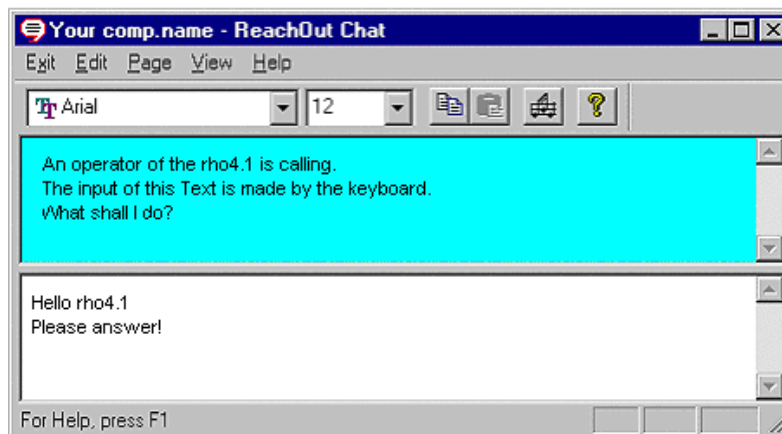 Your comp.name - ReachOut Chat
Exit Edit Page View Help
Arial 12
An operator of the rho4.1 is calling.
The input of this Text is made by the keyboard.
What shall I do?
Hello rho4.1
Please answer!
For Help, press F1